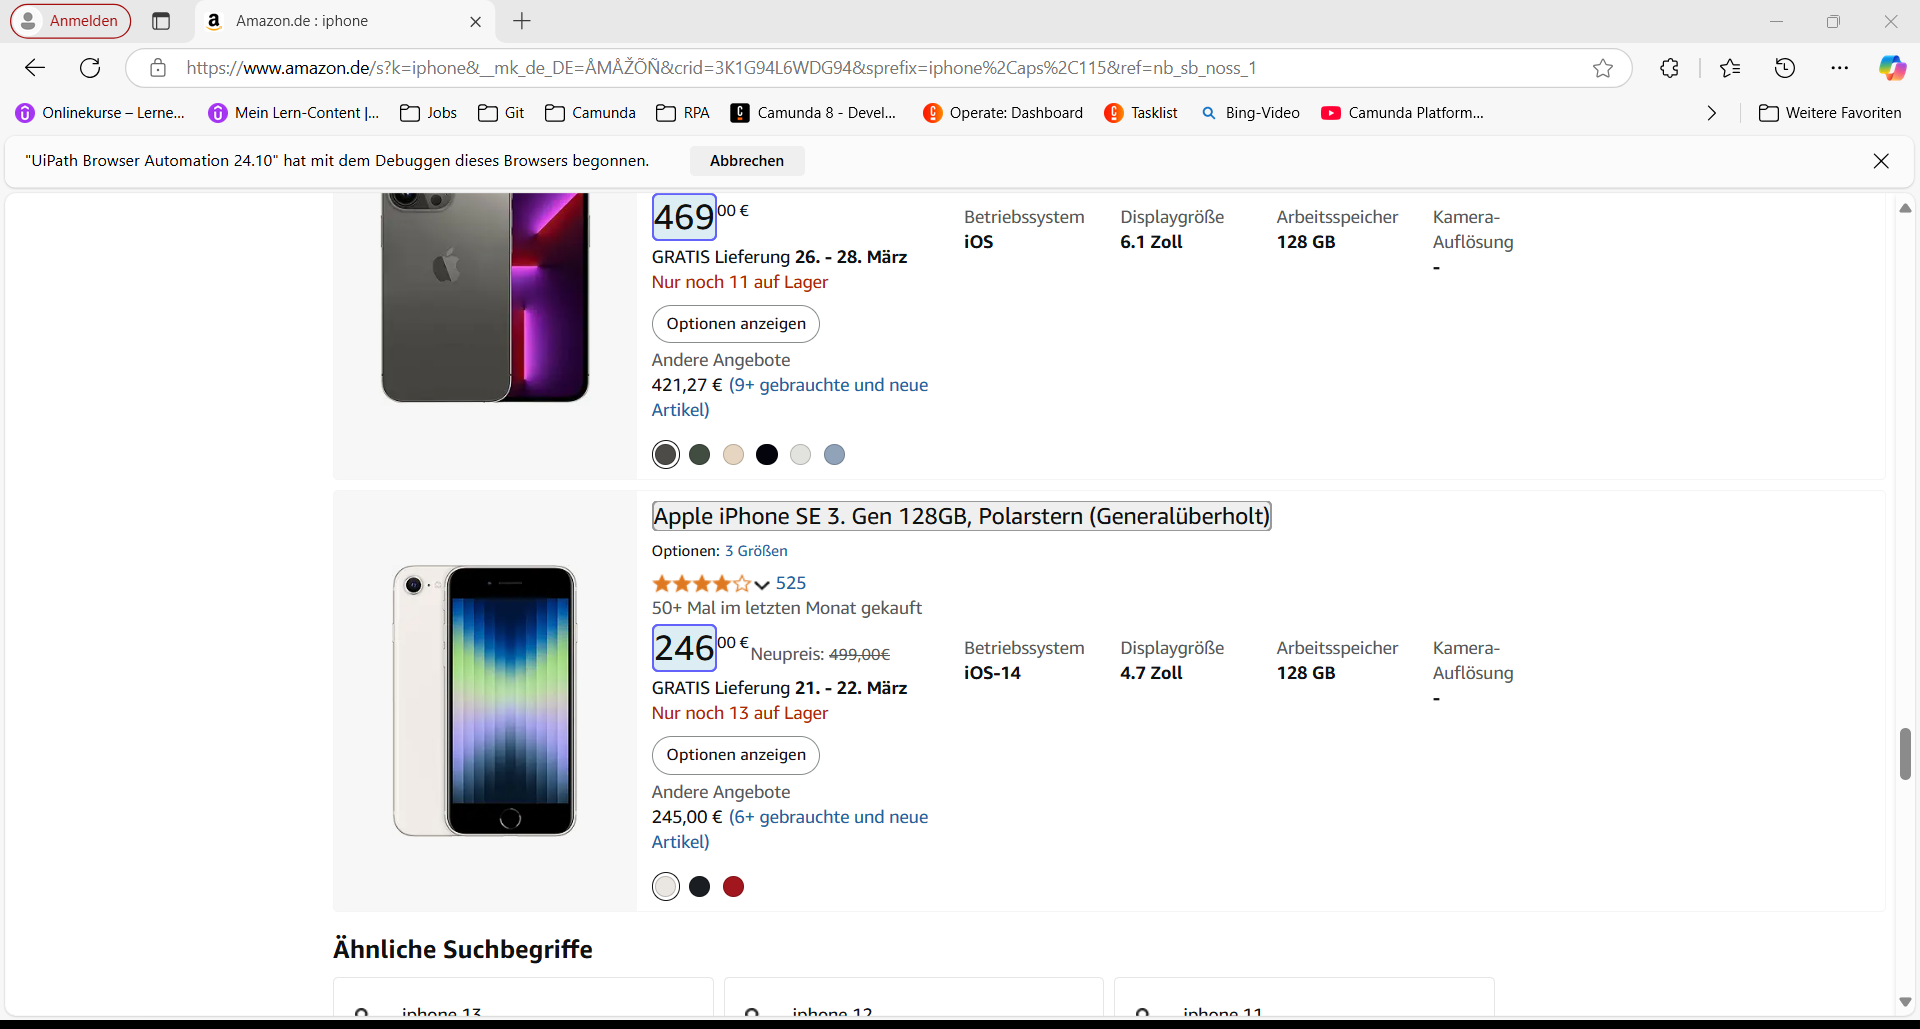 Anmelden
Amazon.de : iphone
https://www.amazon.de/s?k=iphone&__mk_de_DE=ÅMÅŽÕÑ&crid=3K1G94L6WDG94&sprefix=iphone%2Caps%2C115&ref=nb_sb_noss_1
Onlinekurse – Lerne... Mein Lern-Content |... Jobs Git Camunda RPA Camunda 8 - Devel... Operate: Dashboard Tasklist Bing-Video Camunda Platform... Weitere Favoriten
"UiPath Browser Automation 24.10" hat mit dem Debuggen dieses Browsers begonnen. Abbrechen
469 00 €
GRATIS Lieferung 26. - 28. März
Nur noch 11 auf Lager
Optionen anzeigen
Andere Angebote
421,27 € (9+ gebrauchte und neue
Artikel)
Betriebssystem
iOS
Displaygröße
6.1 Zoll
Arbeitsspeicher
128 GB
Kamera-
Auflösung
-
Apple iPhone SE 3. Gen 128GB, Polarstern (Generalüberholt)
Optionen: 3 Größen
525
50+ Mal im letzten Monat gekauft
246 00 € Neupreis: 499,00€
GRATIS Lieferung 21. - 22. März
Nur noch 13 auf Lager
Optionen anzeigen
Andere Angebote
245,00 € (6+ gebrauchte und neue
Artikel)
Betriebssystem
iOS-14
Displaygröße
4.7 Zoll
Arbeitsspeicher
128 GB
Kamera-
Auflösung
-
Ähnliche Suchbegriffe
iphone 13
iphone 12
iphone 11